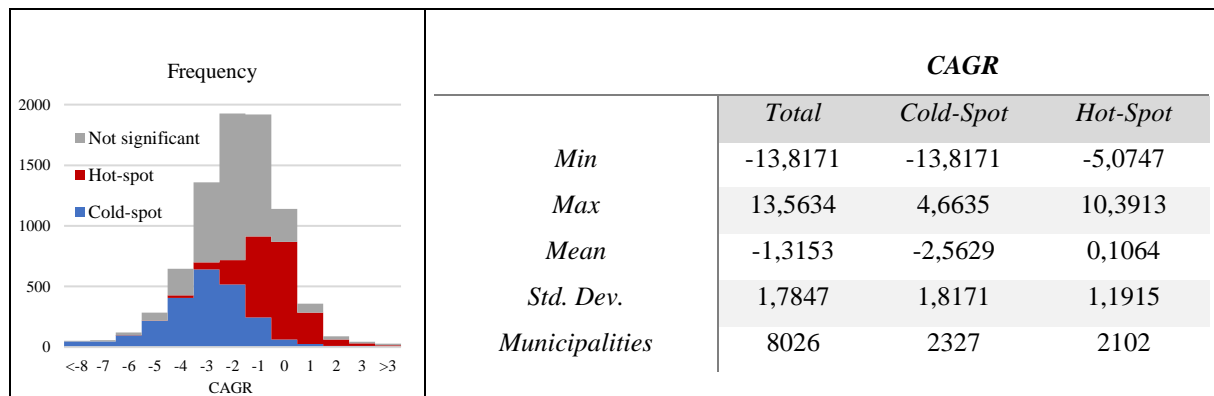 Frequency
2000
1500
1000
500
0
Not significant
Hot-spot
Cold-spot
<-8 -7 -6 -5 -4 -3 -2 -1 0 1 2 3 >3
CAGR
CAGR
Total Cold-Spot Hot-Spot
Min -13,8171 -13,8171 -5,0747
Max 13,5634 4,6635 10,3913
Mean -1,3153 -2,5629 0,1064
Std. Dev. 1,7847 1,8171 1,1915
Municipalities 8026 2327 2102